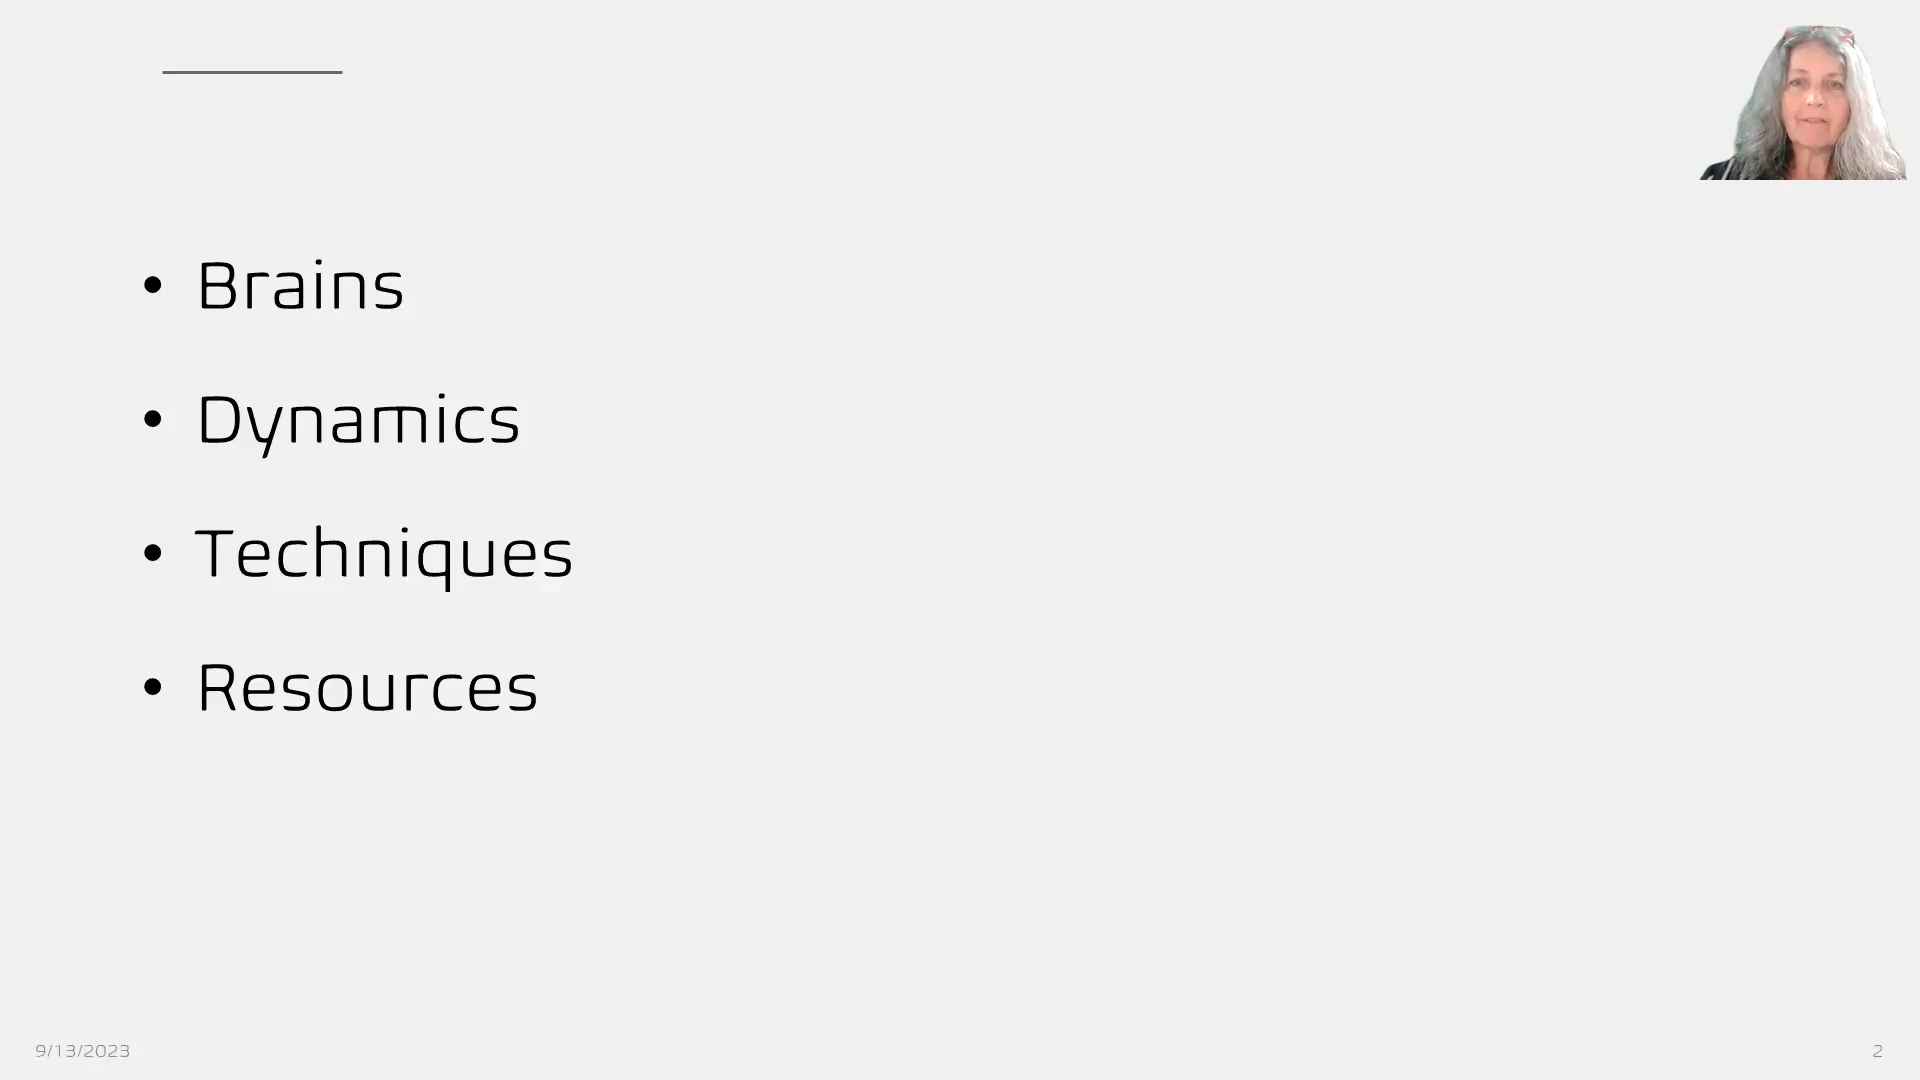 • Brains
• Dynamics
• Techniques
• Resources
9/13/2023
2